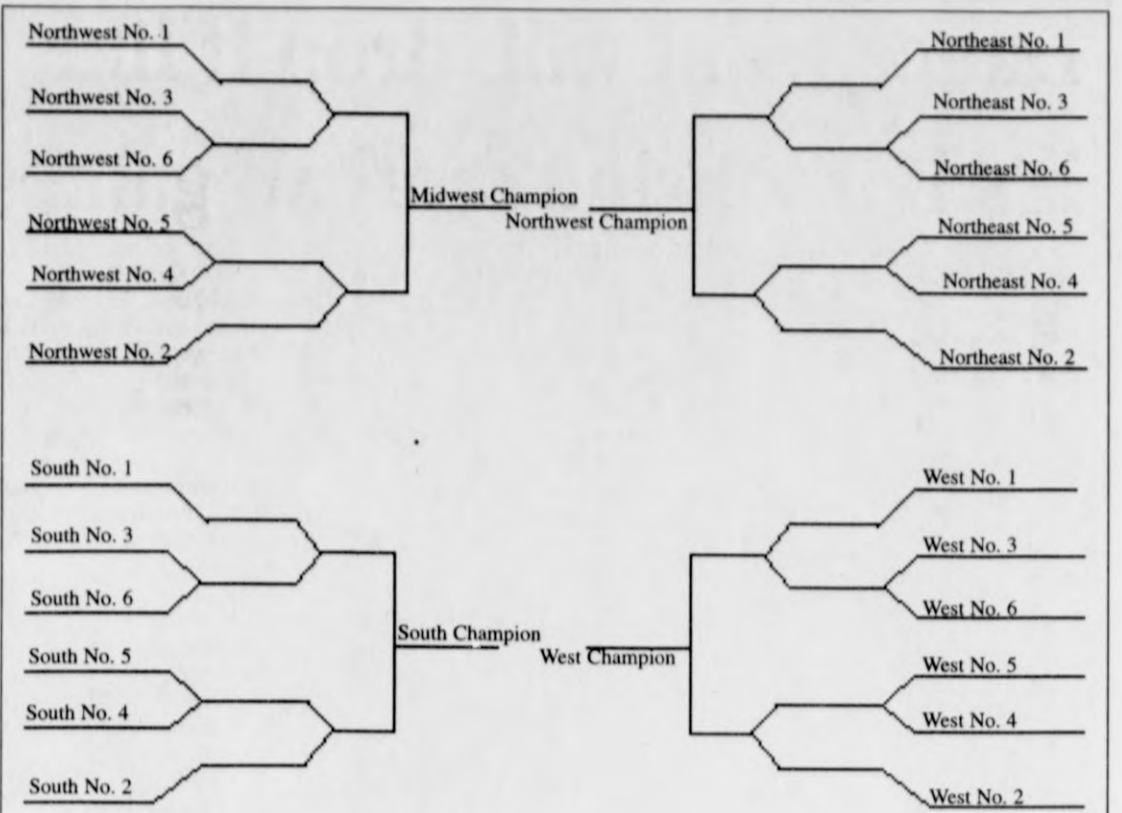 Northwest No. 1
Northwest No. 3
Northwest No. 6
Northwest No. 5
Northwest No. 4
Northwest No. 2
Midwest Champion
Northwest Champion
Northeast No. 1
Northeast No. 3
Northeast No. 6
Northeast No. 5
Northeast No. 4
Northeast No. 2
South No. 1
South No. 3
South No. 6
South No. 5
South No. 4
South No. 2
South Champion
West Champion
West No. 1
West No. 3
West No. 6
West No. 5
West No. 4
West No. 2